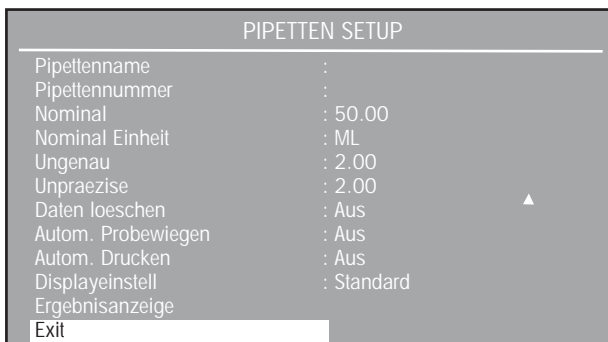 PIPETTEN SETUP
Pipettenname :
Pipettennummer :
Nominal : 50.00
Nominal Einheit : ML
Ungenau : 2.00
Unpraezise : 2.00
Daten loeschen : Aus
Autom. Probewiegen : Aus
Autom. Drucken : Aus
Displayeinstell : Standard
Ergebnisanzeige
Exit